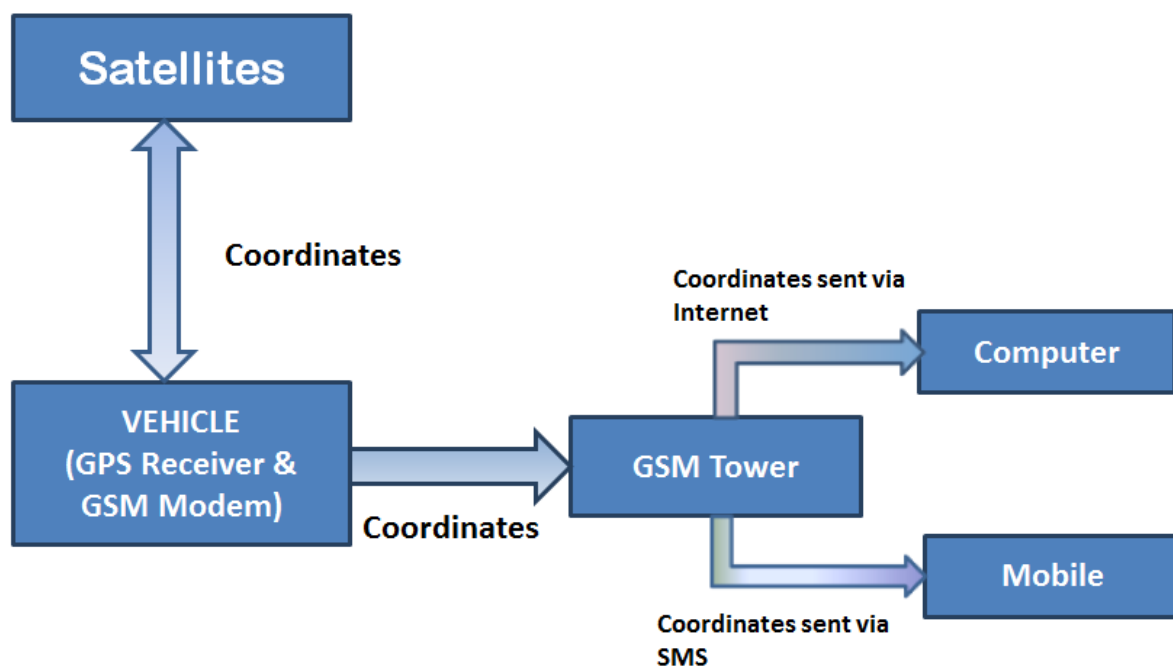 Satellites
Coordinates
VEHICLE
(GPS Receiver &
GSM Modem)
Coordinates
GSM Tower
Coordinates sent via
Internet
Computer
Mobile
Coordinates sent via
SMS